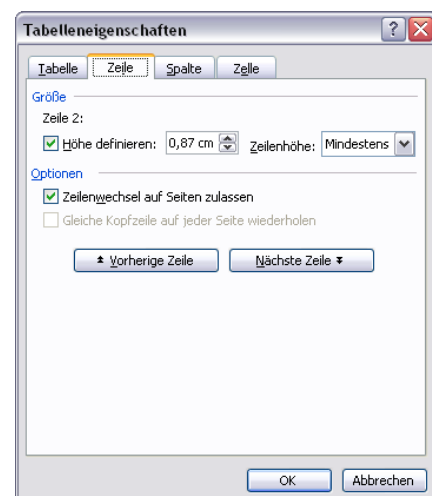 Tabelleneigenschaften
Tabelle Zeile Spalte Zelle
Größe
Zeile 2:
Höhe definieren: 0,87 cm Zeilenhöhe: Mindestens
Optionen
Zeilenwechsel auf Seiten zulassen
Gleiche Kopfzeile auf jeder Seite wiederholen
Vorherige Zeile Nächste Zeile
OK Abbrechen